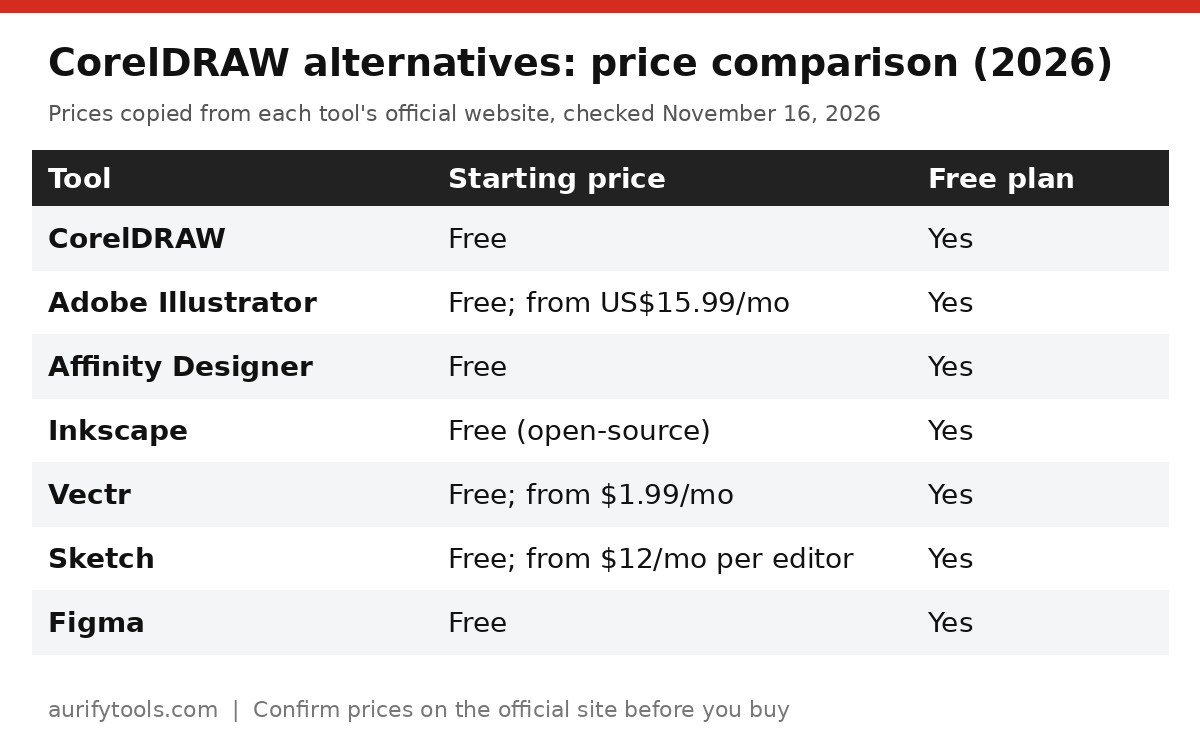 CorelDRAW alternatives: price comparison (2026)
Prices copied from each tool's official website, checked November 16, 2026
Tool Starting price Free plan
CorelDRAW Free Yes
Adobe Illustrator Free; from US$15.99/mo Yes
Affinity Designer Free Yes
Inkscape Free (open-source) Yes
Vectr Free; from $1.99/mo Yes
Sketch Free; from $12/mo per editor Yes
Figma Free Yes
aurifytools.com | Confirm prices on the official site before you buy